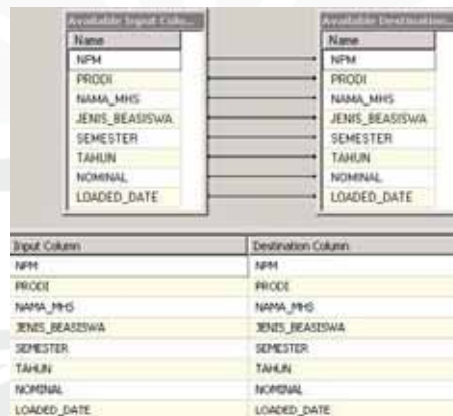 Available Input Colu... Available Destination...
Name Name
NPM NPM
PRODI PRODI
NAMA_MHS NAMA_MHS
JENIS_BEASISWA JENIS_BEASISWA
SEMESTER SEMESTER
TAHUN TAHUN
NOMINAL NOMINAL
LOADED_DATE LOADED_DATE
Input Column Destination Column
NPM NPM
PRODI PRODI
NAMA_MHS NAMA_MHS
JENIS_BEASISWA JENIS_BEASISWA
SEMESTER SEMESTER
TAHUN TAHUN
NOMINAL NOMINAL
LOADED_DATE LOADED_DATE